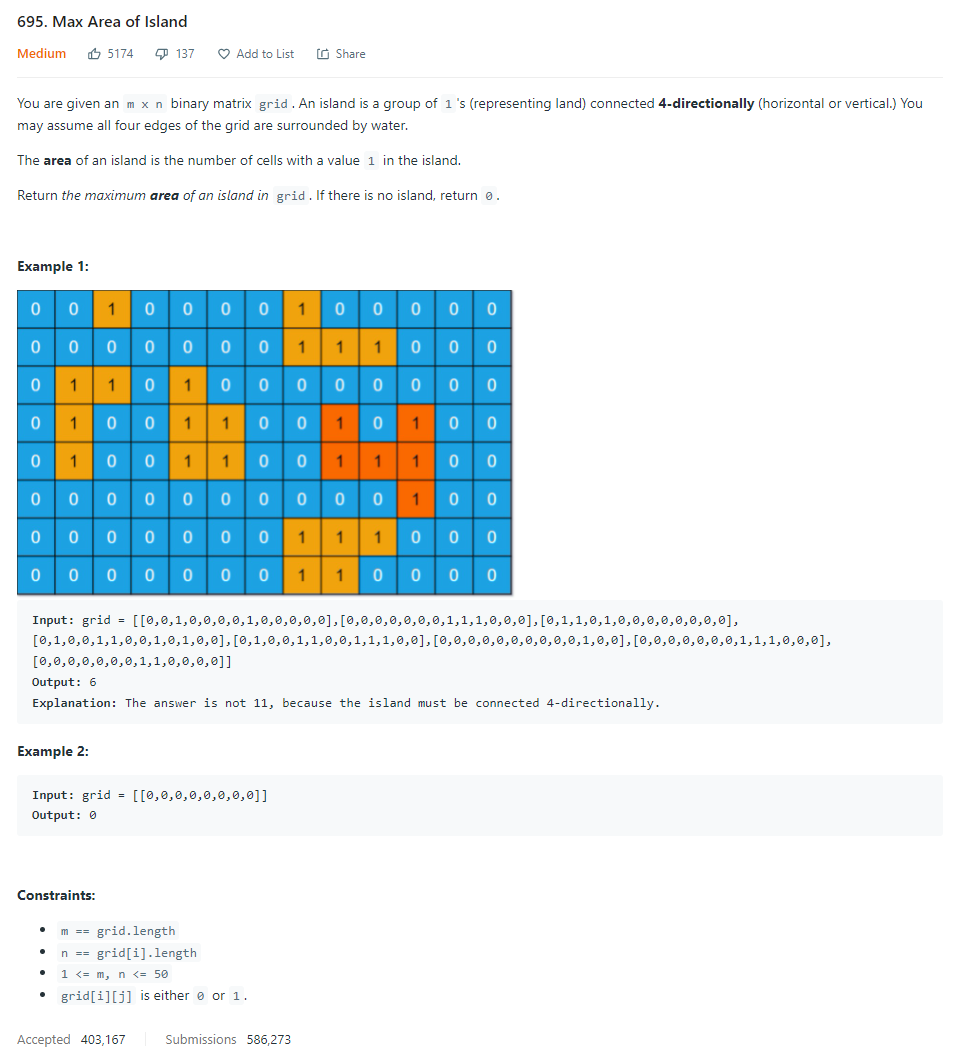 695. Max Area of Island
Medium 5174 137 Add to List Share
You are given an m x n binary matrix grid. An island is a group of 1's (representing land) connected 4-directionally (horizontal or vertical.) You
may assume all four edges of the grid are surrounded by water.
The area of an island is the number of cells with a value 1 in the island.
Return the maximum area of an island in grid. If there is no island, return 0.
Example 1:
0 0 1 0 0 0 0 1 0 0 0 0 0
0 0 0 0 0 0 0 1 1 1 0 0 0
0 1 1 0 1 0 0 0 0 0 0 0 0
0 1 0 0 1 1 0 0 1 0 1 0 0
0 1 0 0 1 1 0 0 1 1 1 0 0
0 0 0 0 0 0 0 0 0 0 1 0 0
0 0 0 0 0 0 0 1 1 1 0 0 0
0 0 0 0 0 0 0 1 1 0 0 0 0
Input: grid = [[0,0,1,0,0,0,0,1,0,0,0,0,0],[0,0,0,0,0,0,0,1,1,1,0,0,0],[0,1,1,0,1,0,0,0,0,0,0,0,0],
[0,1,0,0,1,1,0,0,1,0,1,0,0],[0,1,0,0,1,1,0,0,1,1,1,0,0],[0,0,0,0,0,0,0,0,0,0,1,0,0],[0,0,0,0,0,0,0,1,1,1,0,0,0],
[0,0,0,0,0,0,0,1,1,0,0,0,0]]
Output: 6
Explanation: The answer is not 11, because the island must be connected 4-directionally.
Example 2:
Input: grid = [[0,0,0,0,0,0,0,0]]
Output: 0
Constraints:
• m == grid.length
• n == grid[i].length
• 1 <= m, n <= 50
• grid[i][j] is either 0 or 1.
Accepted 403,167 Submissions 586,273